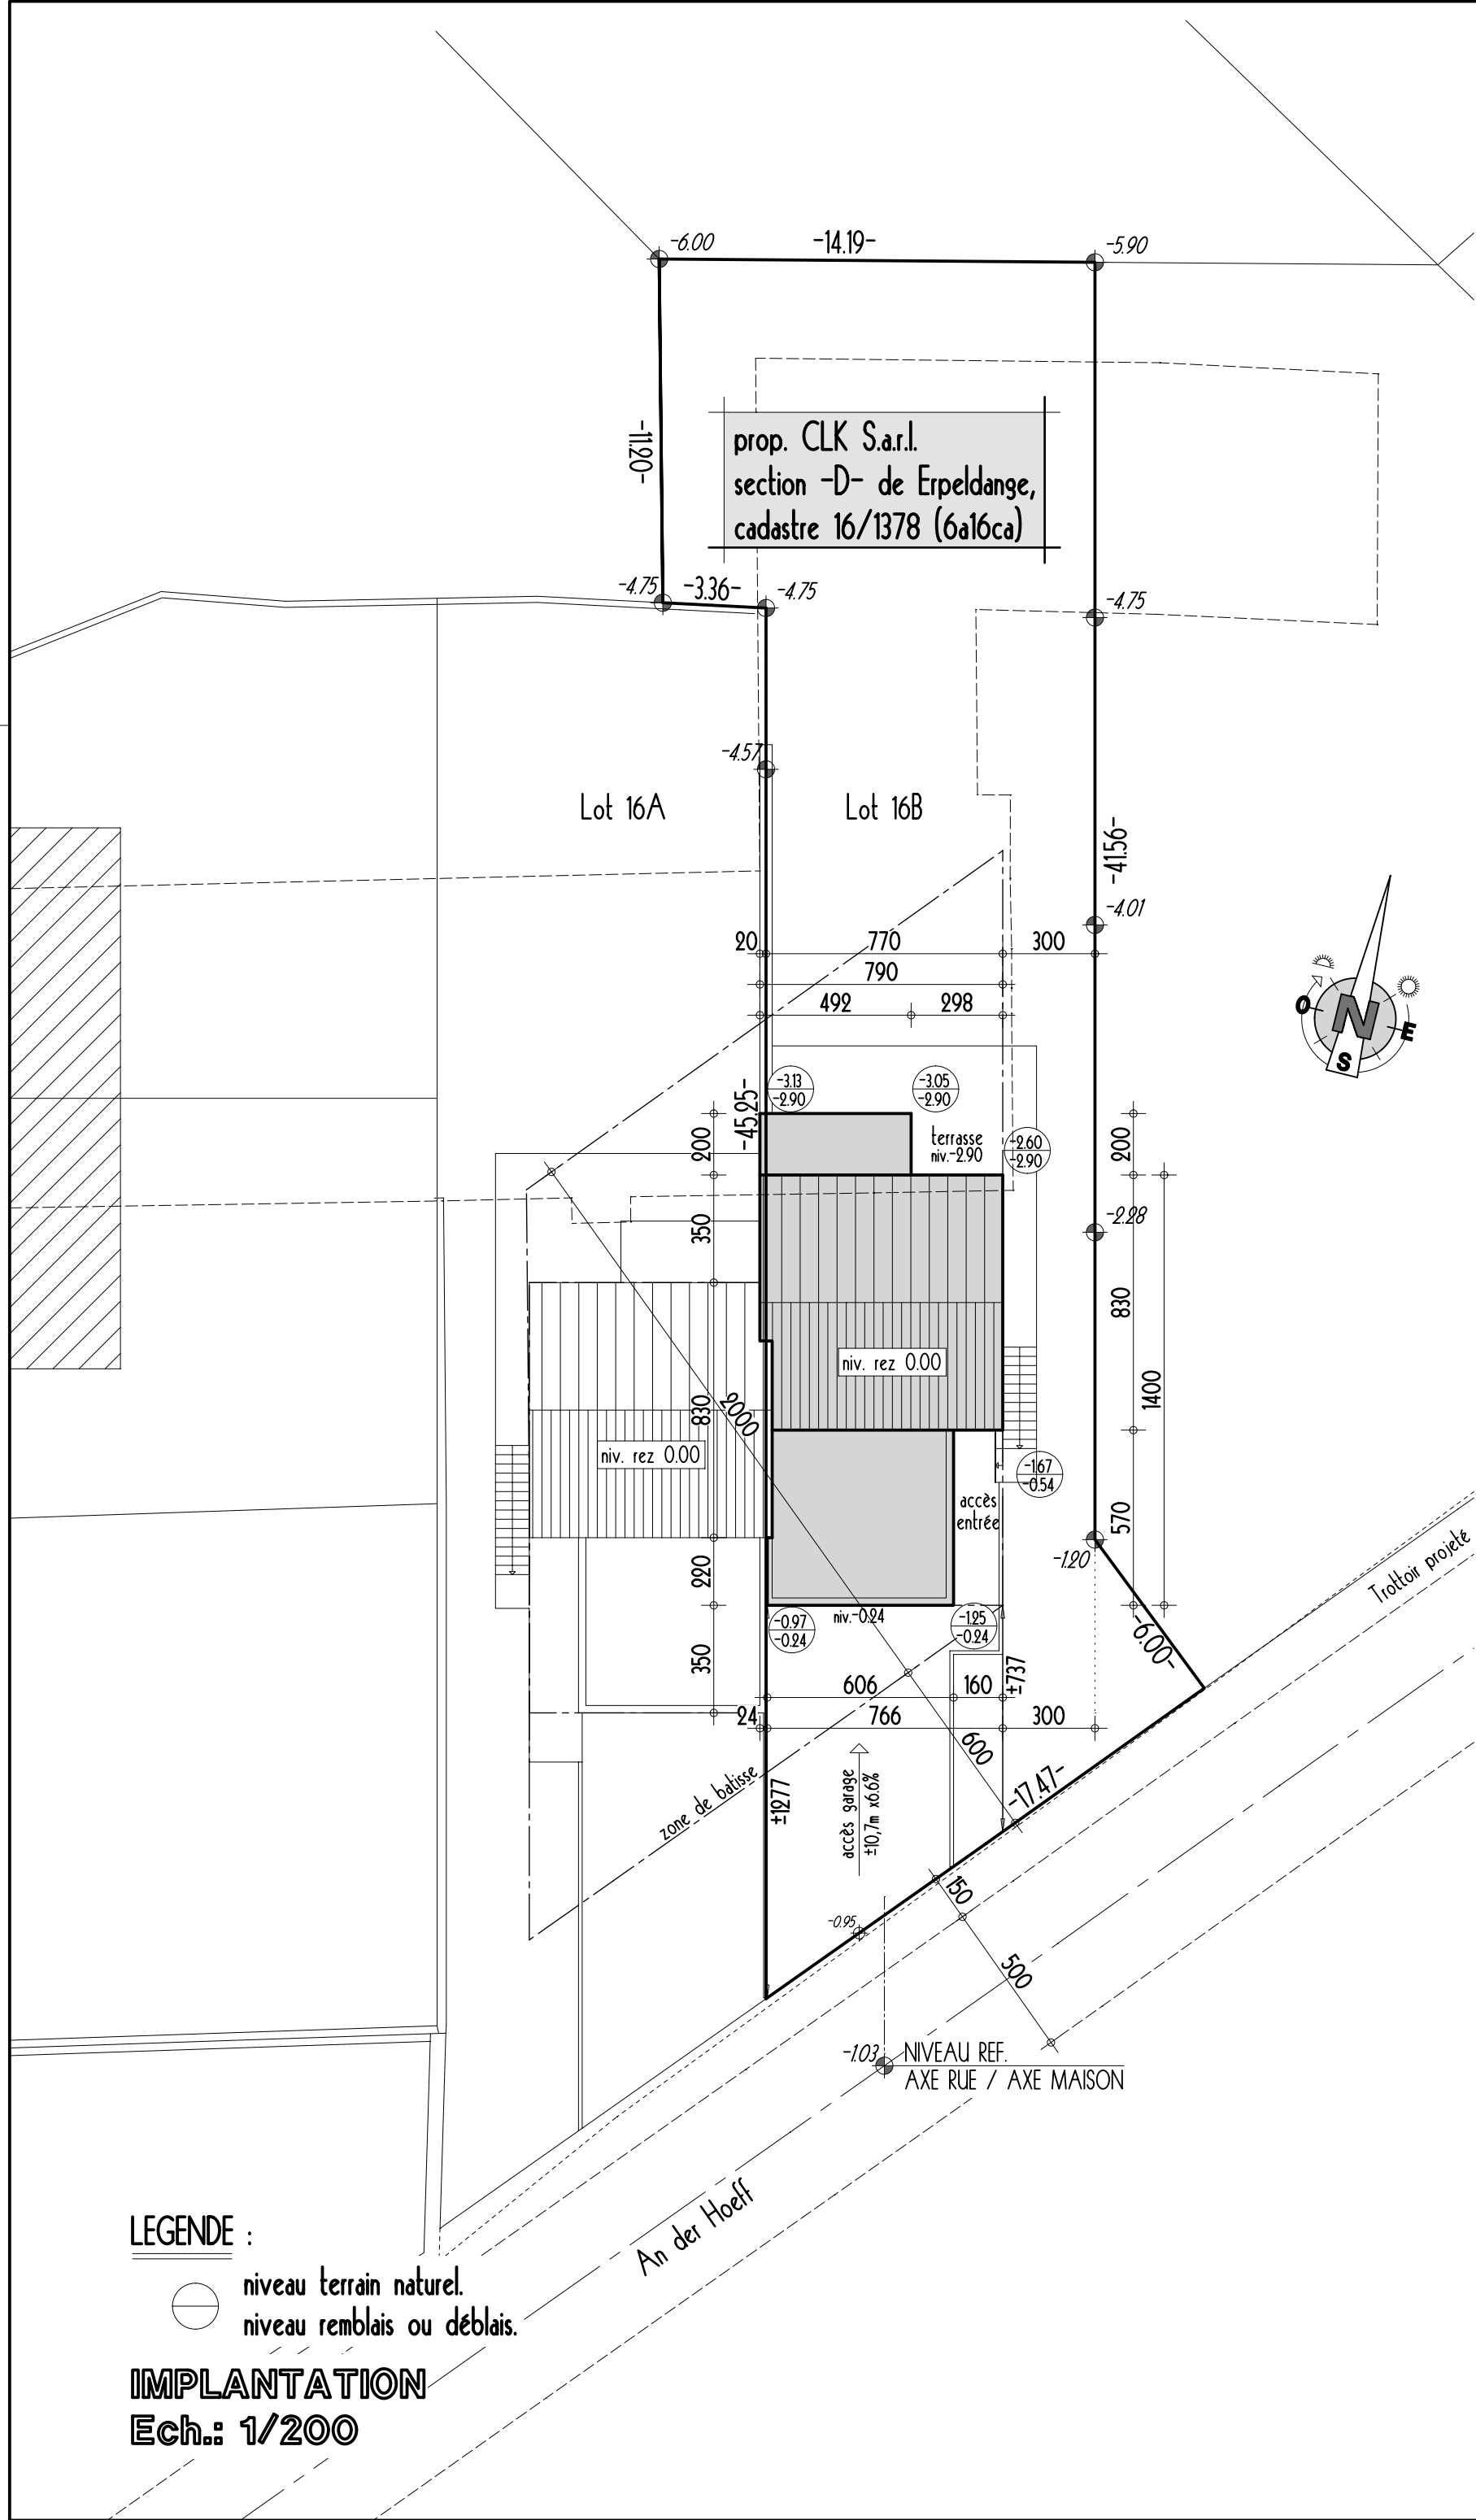 -6.00
-14.19-
-5.90
-11.20-
prop. CLK S.a.r.l.
section -D- de Erpeldange,
cadastre 16/1378 (6a16ca)
-4.75
-3.36-
-4.75
-4.75
-4.57
Lot 16A
Lot 16B
-41.56-
-4.01
20
770
300
790
492
298
O
N
E
S
-45.25-
-3.13
-2.90
-3.05
-2.90
200
terrasse
niv.-2.90
-2.60
-2.90
200
350
-2.28
830
niv. rez 0.00
1400
830
2000
niv. rez 0.00
-1.67
-0.54
accès
entrée
570
-1.20
Trottoir projeté
220
-0.97
-0.24
niv.-0.24
-1.25
-0.24
-6.00-
350
±737
606
160
24
766
300
600
zone de batisse
±1277
accès garage
±10,7m x6.6%
-17.47-
150
-0.95
500
-1.03
NIVEAU REF.
AXE RUE / AXE MAISON
An der Hoeff
LEGENDE :
niveau terrain naturel.
niveau remblais ou déblais.
IMPLANTATION
Ech.: 1/200